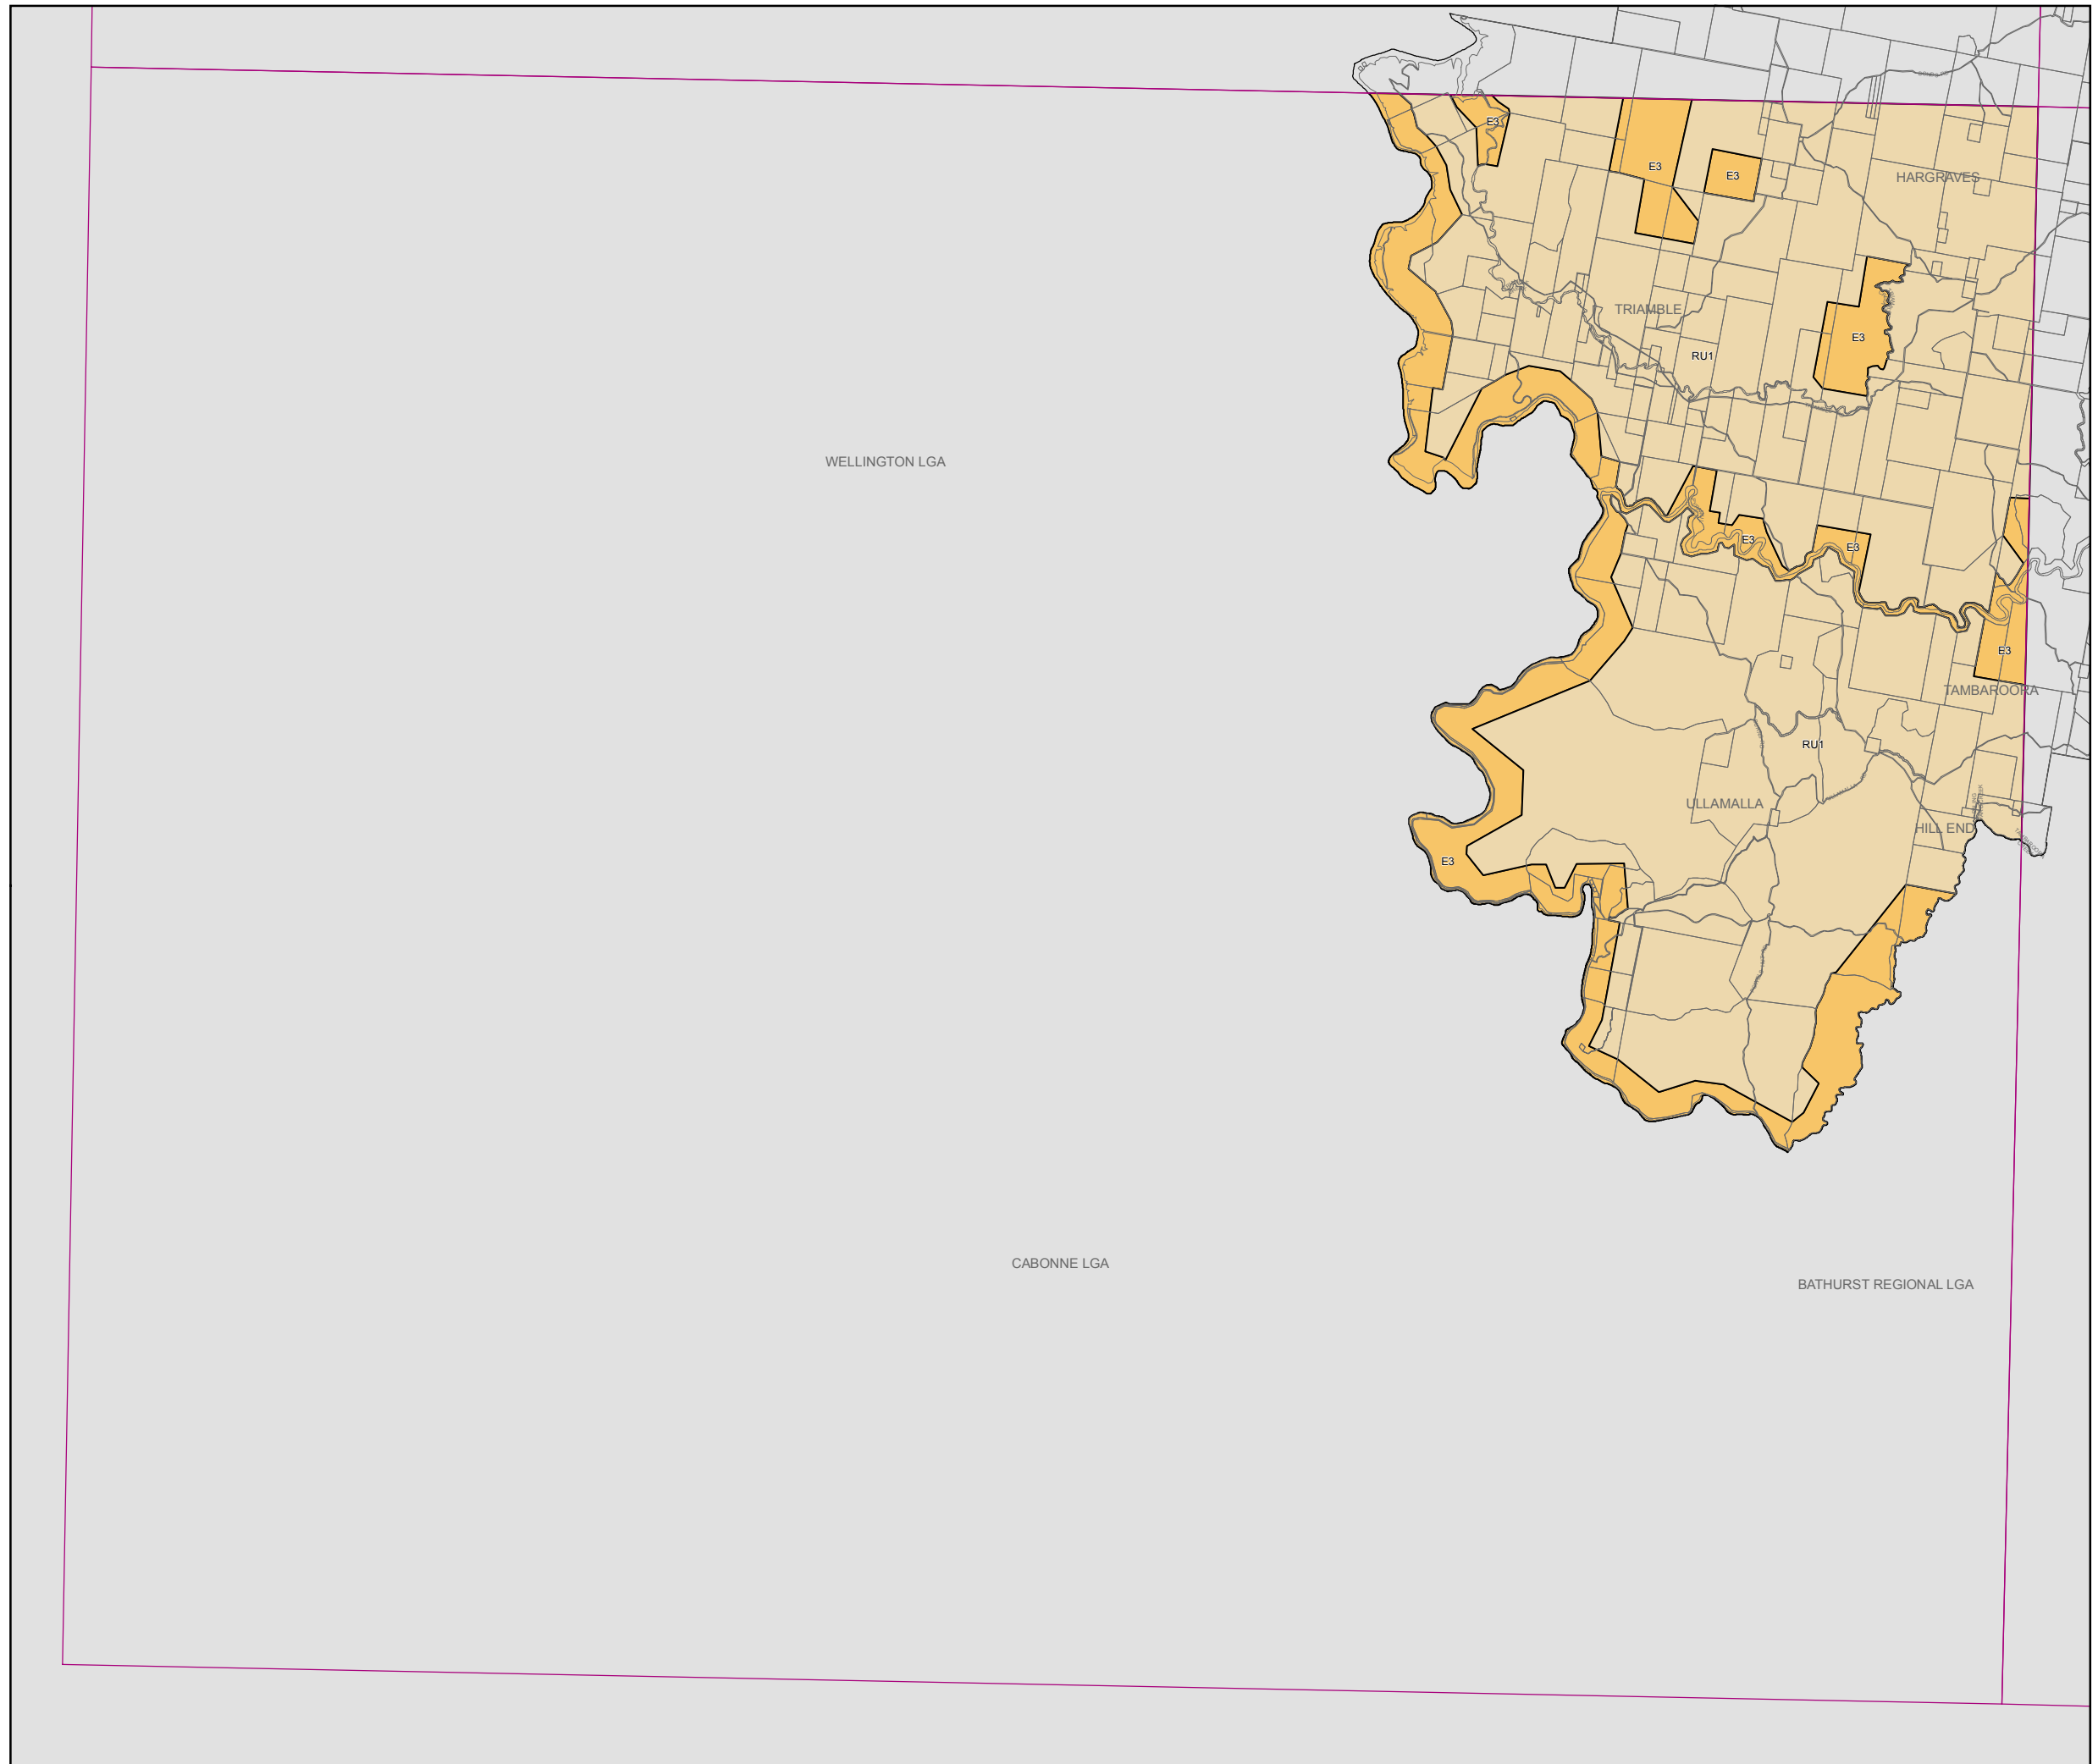 E3
E3
E3
HARGRAVES
TRIAMBLE
E3
RU1
WELLINGTON LGA
E3
E3
E3
TAMBAROORA
RU1
ULLAMALLA
HILL END
E3
CABONNE LGA
BATHURST REGIONAL LGA